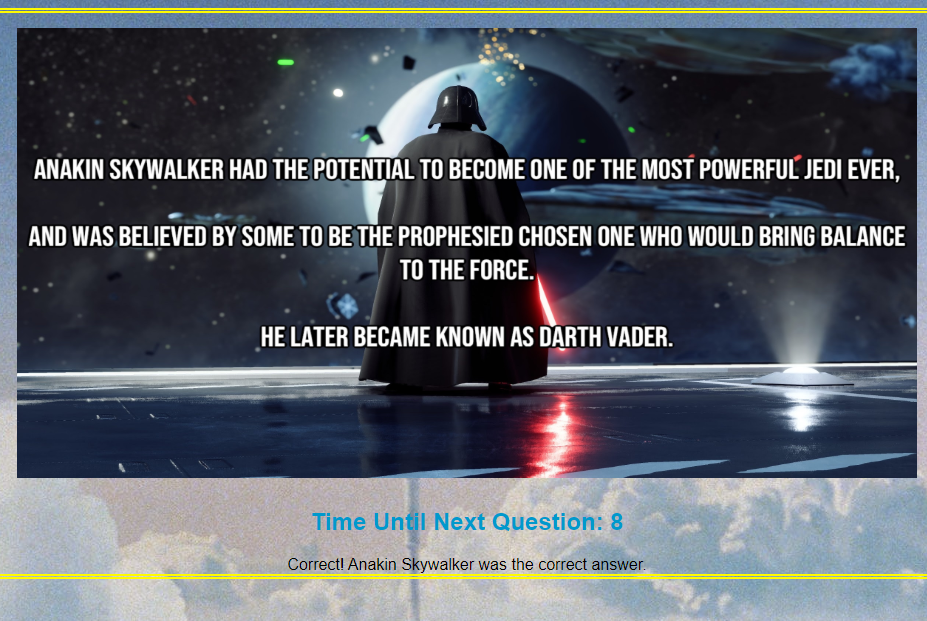 ANAKIN SKYWALKER HAD THE POTENTIAL TO BECOME ONE OF THE MOST POWERFUL JEDI EVER,
AND WAS BELIEVED BY SOME TO BE THE PROPHESIED CHOSEN ONE WHO WOULD BRING BALANCE
TO THE FORCE.
HE LATER BECAME KNOWN AS DARTH VADER.
Time Until Next Question: 8
Correct! Anakin Skywalker was the correct answer.